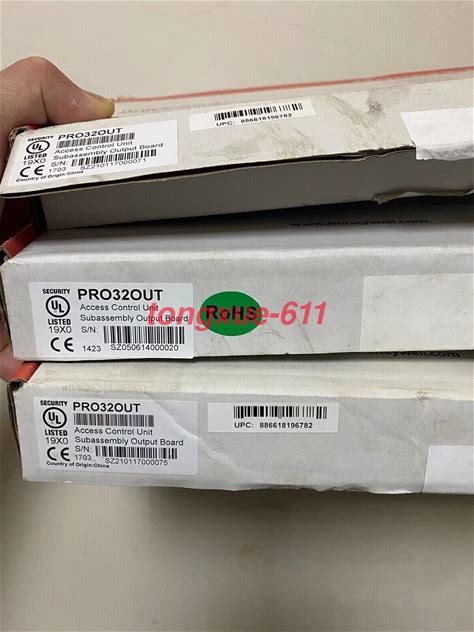 SECURITY
UL
LISTED
19X0
CE
PRO32OUT
Access Control Unit
Subassembly Output Board
S/N:
1703 SZ210117000071
Country of Origin:China
UPC: 886618196782
www.honeywell.com
SECURITY
UL
LISTED
19X0
CE
PRO32OUT
Access Control Unit
Subassembly Output Board
S/N:
1423 SZ050614000020
RoHS
tongxue-611
SECURITY
UL
LISTED
19X0
CE
PRO32OUT
Access Control Unit
Subassembly Output Board
S/N:
1703 SZ210117000075
Country of Origin:China
UPC: 886618196782